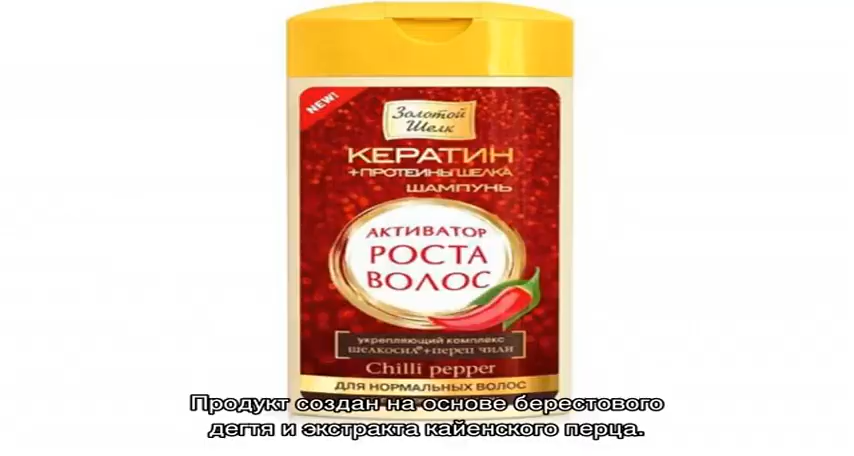 NEW!
Золотой
Шелк
КЕРАТИН
+ПРОТЕИНЫ ШЕЛКА
ШАМПУНЬ
АКТИВАТОР
РОСТА
ВОЛОС
укрепляющий комплекс
шелкосил®+перец чили
Chilli pepper
ДЛЯ НОРМАЛЬНЫХ ВОЛОС
Продукт создан на основе берестового
дегтя и экстракта кайенского перца.